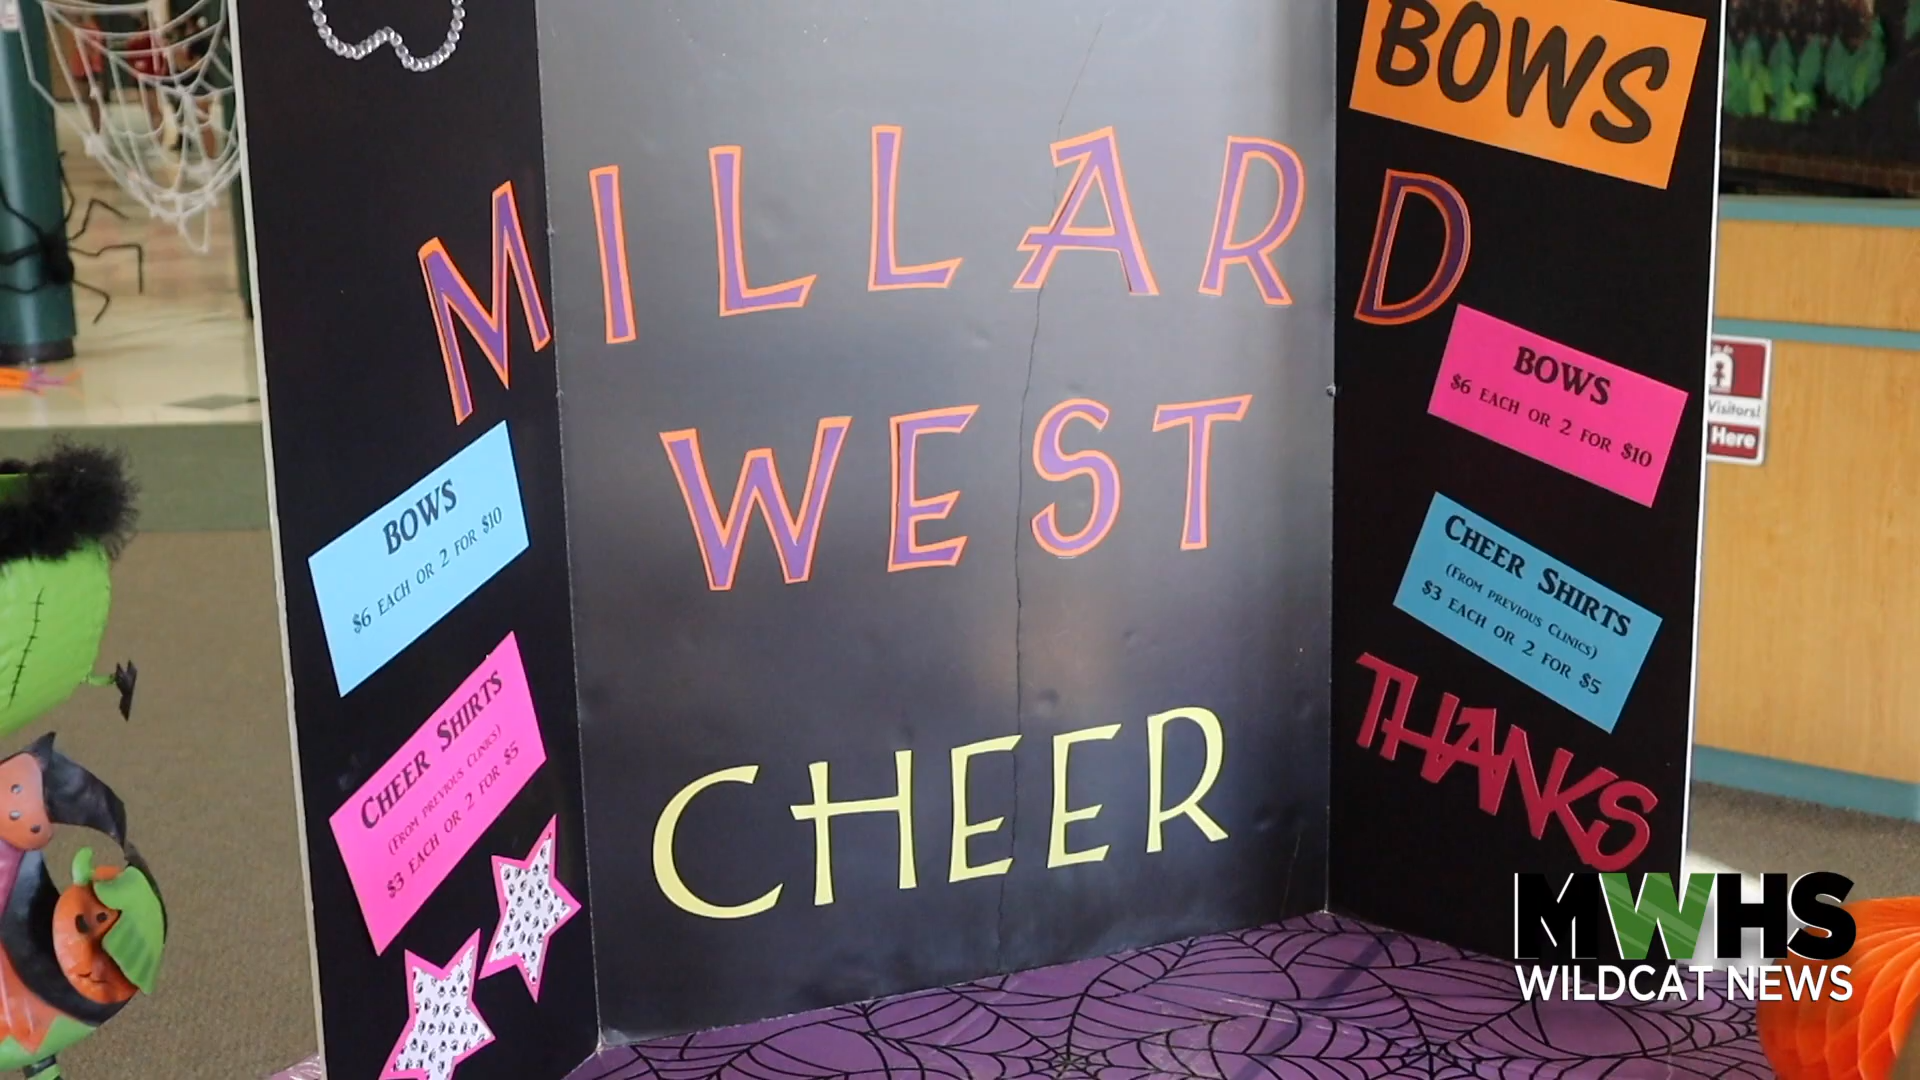 BOWS
MILLARD
WEST
CHEER
BOWS
$6 EACH OR 2 FOR $10
CHEER SHIRTS
(FROM PREVIOUS CLINICS)
$3 EACH OR 2 FOR $5
BOWS
$6 EACH OR 2 FOR $10
CHEER SHIRTS
(FROM PREVIOUS CLINICS)
$3 EACH OR 2 FOR $5
THANKS
Visitors!
Here
MWHS
WILDCAT NEWS